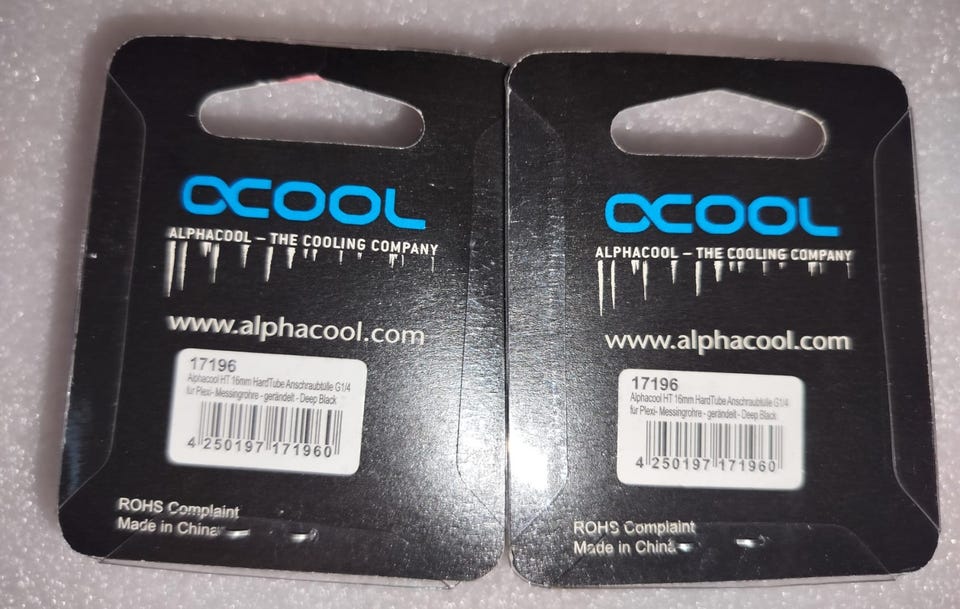 αCOOL
ALPHACOOL – THE COOLING COMPANY
www.alphacool.com
17196
Alphacool HT 16mm HardTube Anschraubtülle G1/4
für Plexi- Messingrohre - gerändelt - Deep Black
4 250197 171960
ROHS Complaint
Made in China
αCOOL
ALPHACOOL – THE COOLING COMPANY
www.alphacool.com
17196
Alphacool HT 16mm HardTube Anschraubtülle G1/4
für Plexi- Messingrohre - gerändelt - Deep Black
4 250197 171960
ROHS Complaint
Made in China